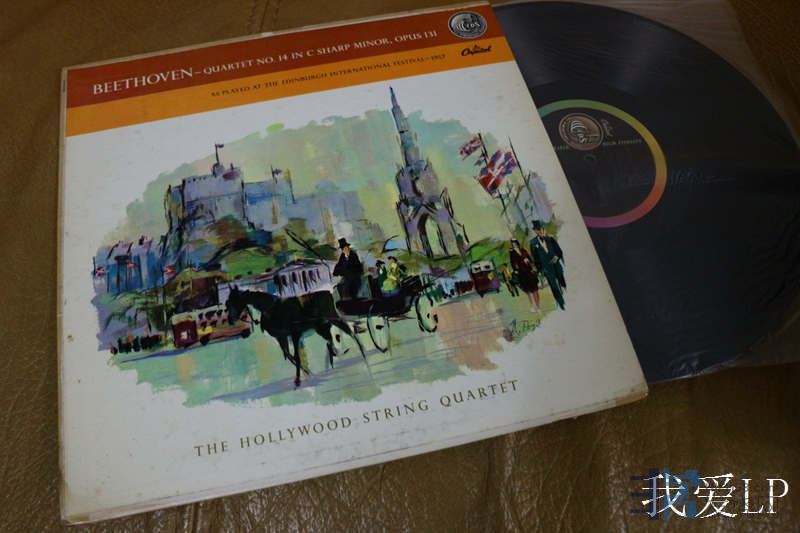 BEETHOVEN – QUARTET NO. 14 IN C SHARP MINOR, OPUS 131
AS PLAYED AT THE EDINBURGH INTERNATIONAL FESTIVAL – 1957
Capitol
THE HOLLYWOOD STRING QUARTET
我爱LP